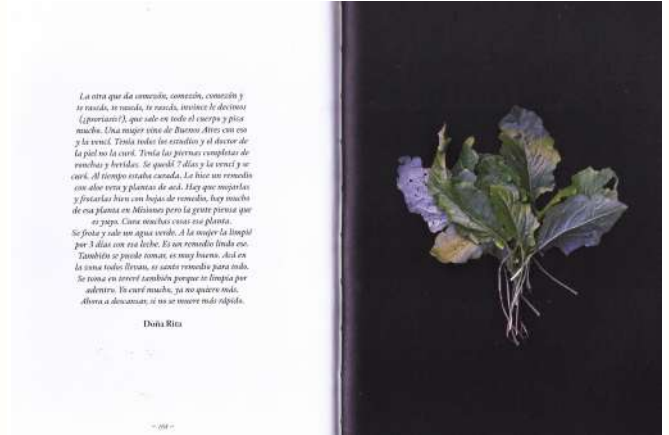 La otra que da comezón, comezón, comezón y
te rascás, te rascás, te rascás, invince le decimos
(¿psoriasis?), que sale en todo el cuerpo y pica
mucho. Una mujer vino de Buenos Aires con eso
y la vencí. Tenía todos los estudios y el doctor de
la piel no la curó. Tenía las piernas completas de
ronchas y heridas. Se quedó 7 días y la vencí y se
curó. Al tiempo estaba curada. Le hice un remedio
con aloe vera y plantas de acá. Hay que mojarlas
y frotarlas bien con hojas de remedio, hay mucho
de esa planta en Misiones pero la gente piensa que
es yuyo. Cura muchas cosas esa planta.
Se frota y sale un agua verde. A la mujer la limpié
por 3 días con esa leche. Es un remedio lindo ese.
También se puede tomar, es muy bueno. Acá en
la zona todos llevan, es santo remedio para todo.
Se toma en tereré también porque te limpia por
adentro. Yo curé mucho, ya no quiero más.
Ahora a descansar, si no se muere más rápido.
Doña Rita